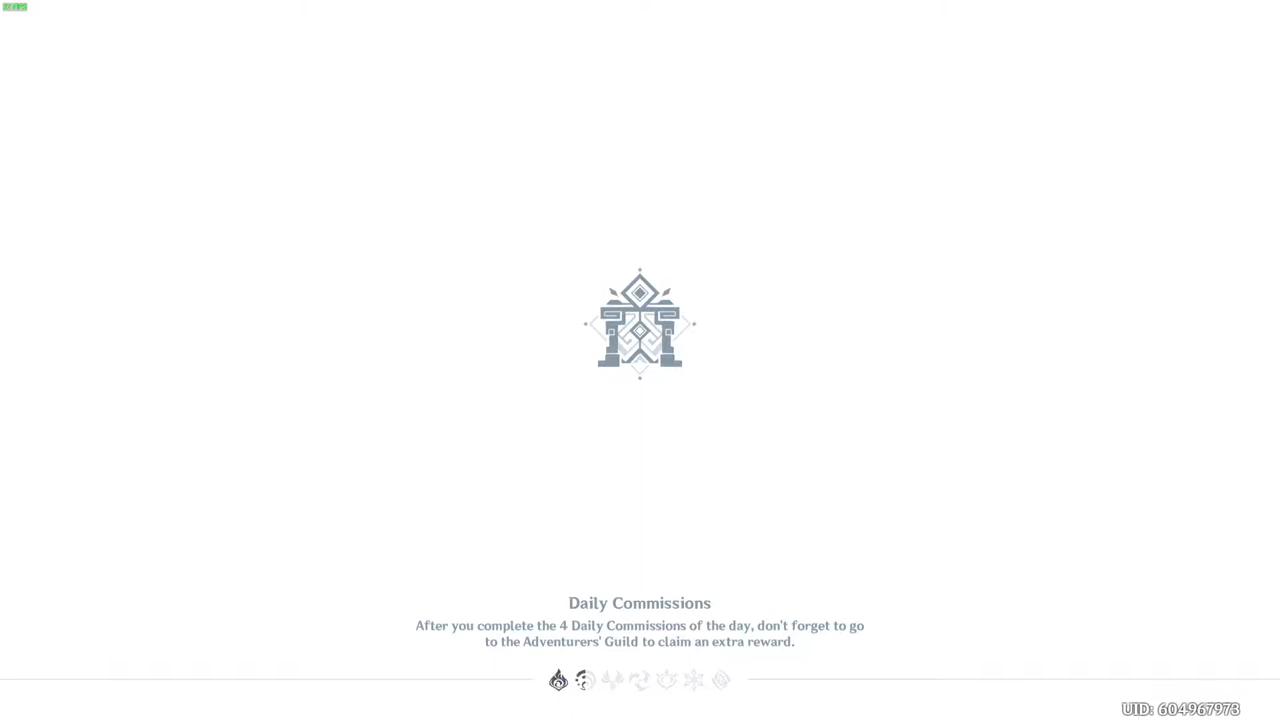 Daily Commissions
After you complete the 4 Daily Commissions of the day, don't forget to go
to the Adventurers' Guild to claim an extra reward.
UID: 604967973